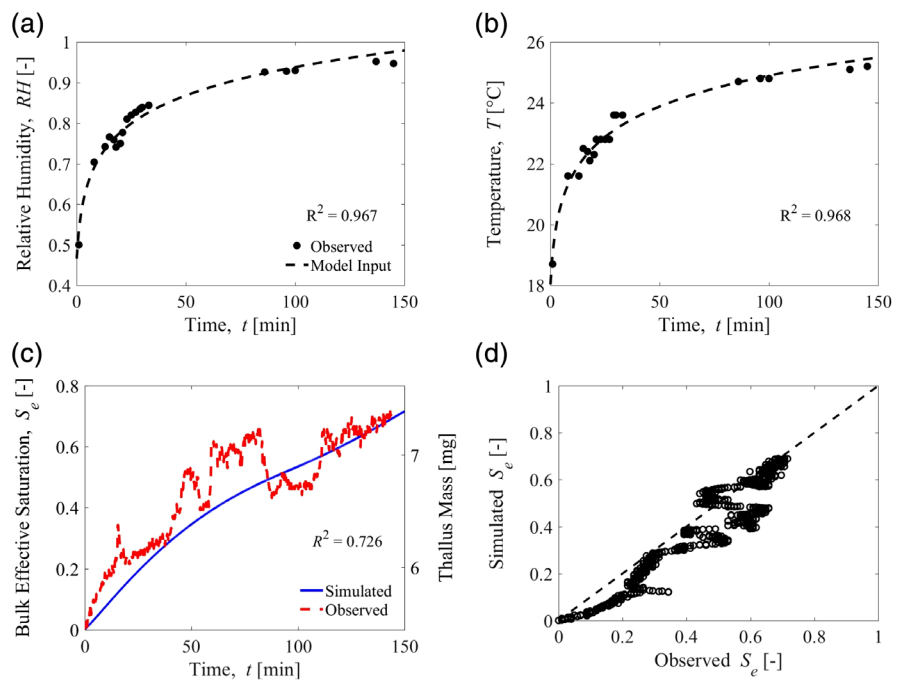 (a)
1
0.9
0.8
0.7
0.6
0.5
0.4
Relative Humidity, RH [-]
R² = 0.967
Observed
Model Input
0
50
100
150
Time, t [min]
(b)
26
24
22
20
18
Temperature, T [°C]
R² = 0.968
0
50
100
150
Time, t [min]
(c)
0.8
0.6
0.4
0.2
0
Bulk Effective Saturation, Se [-]
7
6
Thallus Mass [mg]
R² = 0.726
Simulated
Observed
0
50
100
150
Time, t [min]
(d)
1
0.8
0.6
0.4
0.2
0
Simulated Se [-]
0
0.2
0.4
0.6
0.8
1
Observed Se [-]